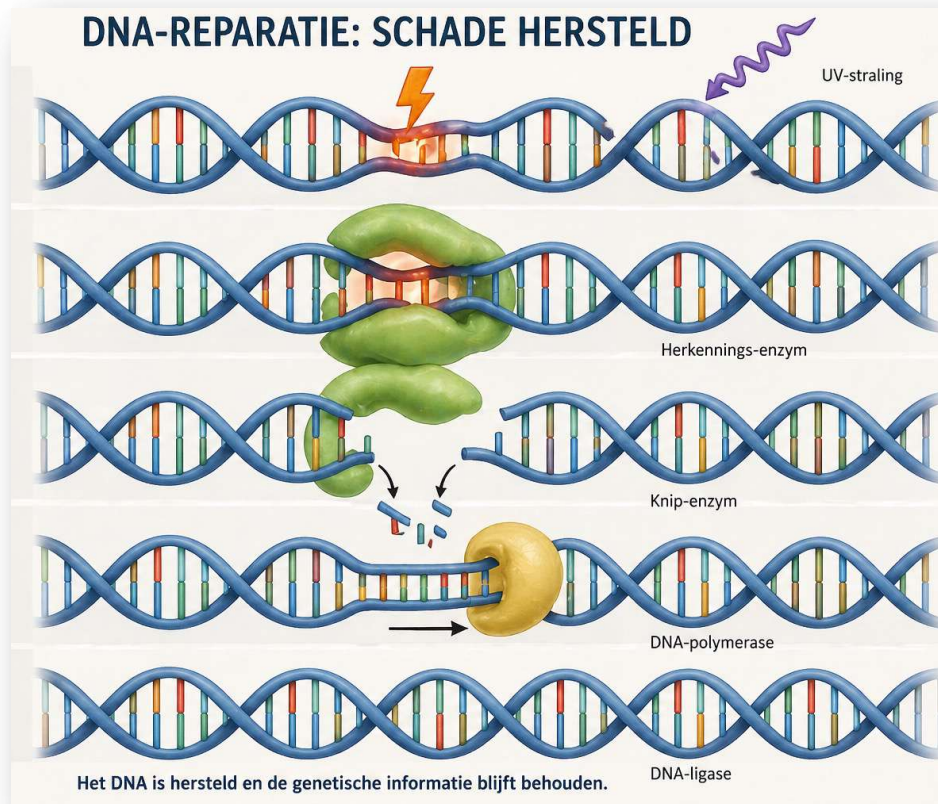 DNA-REPARATIE: SCHADE HERSTELD
UV-straling
Herkennings-enzym
Knip-enzym
DNA-polymerase
DNA-ligase
Het DNA is hersteld en de genetische informatie blijft behouden.